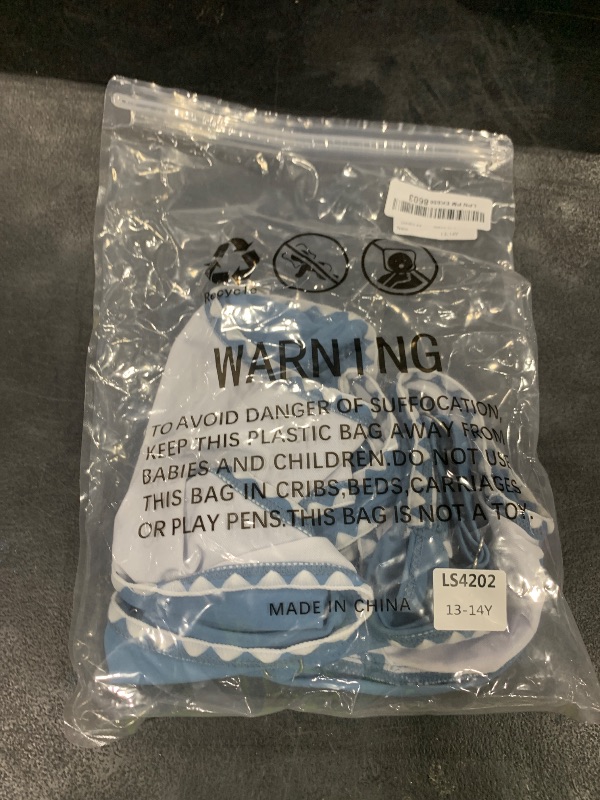 Recycle
WARNING
TO AVOID DANGER OF SUFFOCATION,
KEEP THIS PLASTIC BAG AWAY FROM
BABIES AND CHILDREN.DO NOT USE
THIS BAG IN CRIBS,BEDS,CARRIAGES
OR PLAY PENS.THIS BAG IS NOT A TOY.
LS4202
MADE IN CHINA
13-14Y